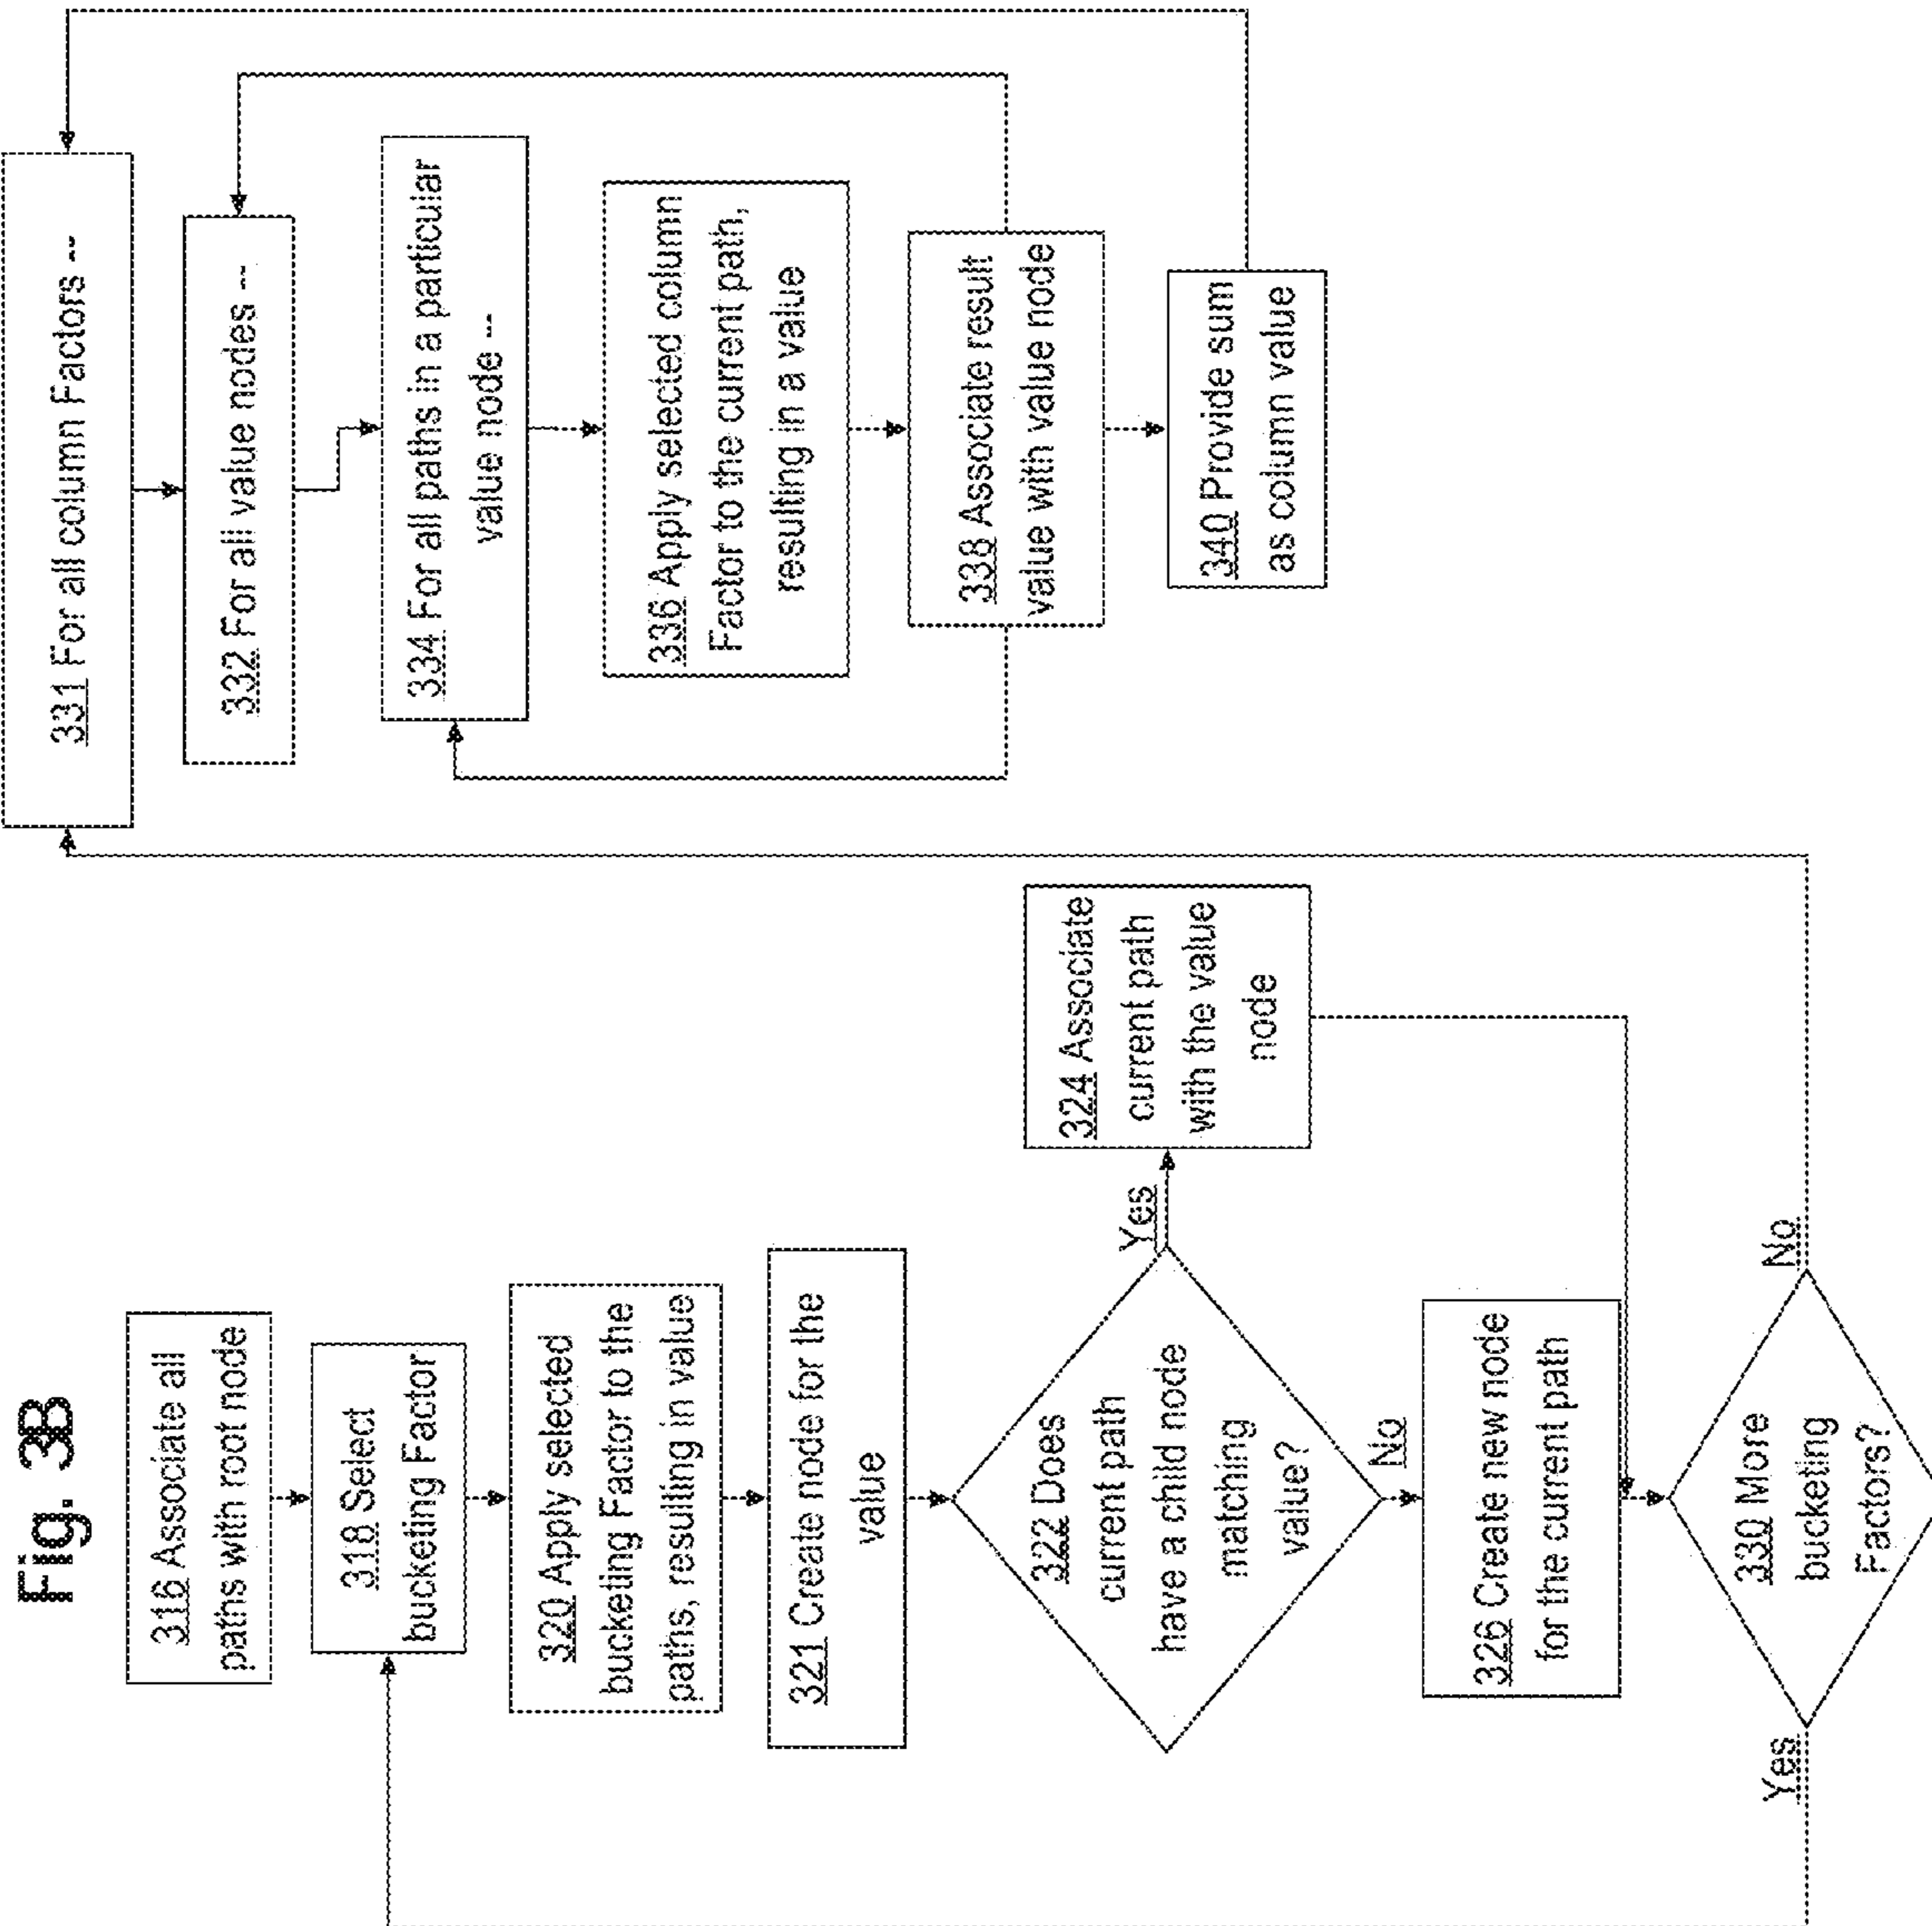 Fig. 3B
316 Associate all
paths with root node
318 Select
bucketing Factor
320 Apply selected
bucketing Factor to the
paths, resulting in value
321 Create node for the
value
322 Does
current path
have a child node
matching
value?
Yes
324 Associate
current path
with the value
node
No
326 Create new node
for the current path
330 More
bucketing
Factors?
Yes
No
331 For all column Factors --
332 For all value nodes --
334 For all paths in a particular
value node --
336 Apply selected column
Factor to the current path,
resulting in a value
338 Associate result
value with value node
340 Provide sum
as column value